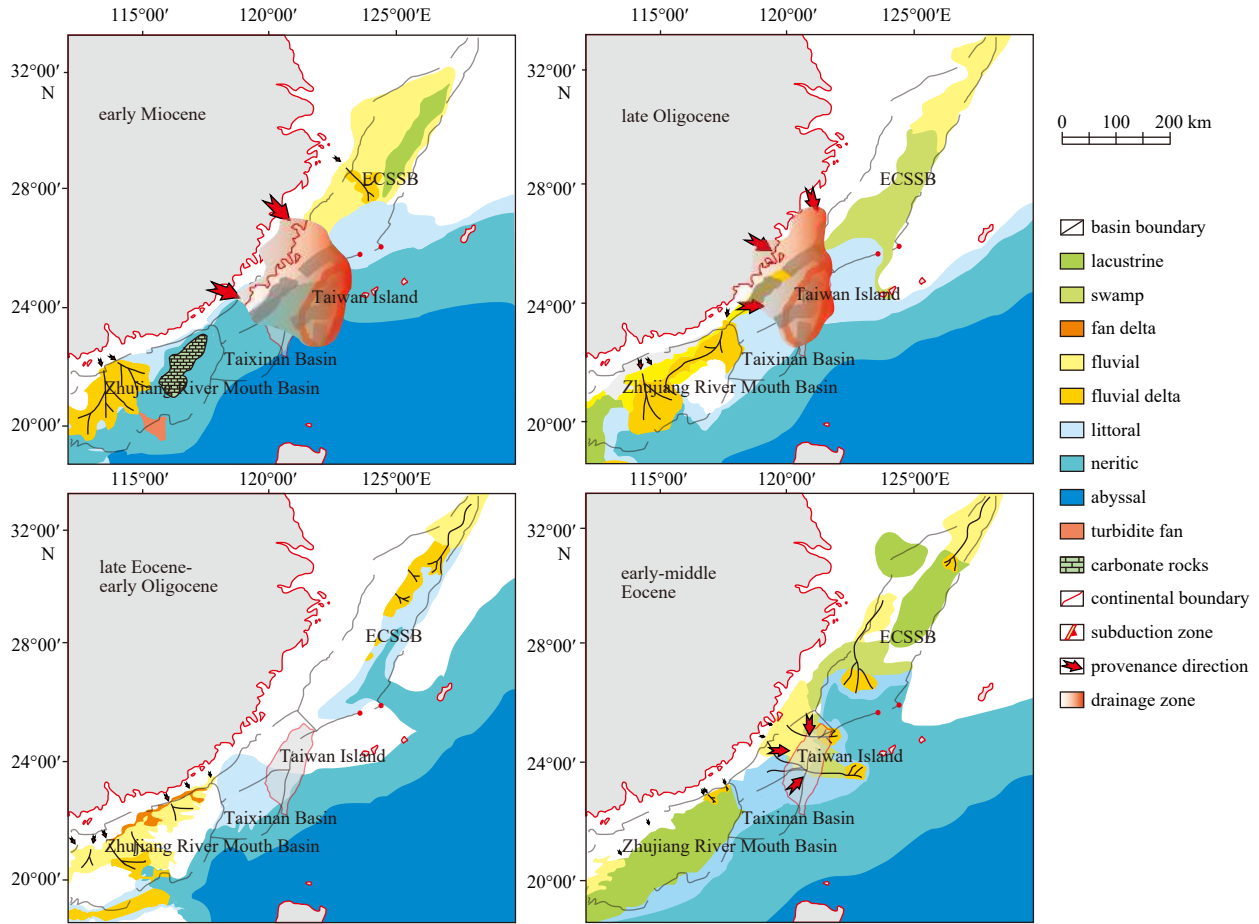 115°00′ 120°00′ 125°00′E 115°00′ 120°00′ 125°00′E
32°00′
N
28°00′
24°00′
20°00′
early Miocene
ECSSB
Taiwan Island
Taixinan Basin
Zhujiang River Mouth Basin
32°00′
N
28°00′
24°00′
20°00′
late Oligocene
ECSSB
Taiwan Island
Taixinan Basin
Zhujiang River Mouth Basin
115°00′ 120°00′ 125°00′E 115°00′ 120°00′ 125°00′E
32°00′
N
28°00′
24°00′
20°00′
late Eocene-
early Oligocene
ECSSB
Taiwan Island
Taixinan Basin
Zhujiang River Mouth Basin
32°00′
N
28°00′
24°00′
20°00′
early-middle
Eocene
ECSSB
Taiwan Island
Taixinan Basin
Zhujiang River Mouth Basin
0 100 200 km
basin boundary
lacustrine
swamp
fan delta
fluvial
fluvial delta
littoral
neritic
abyssal
turbidite fan
carbonate rocks
continental boundary
subduction zone
provenance direction
drainage zone